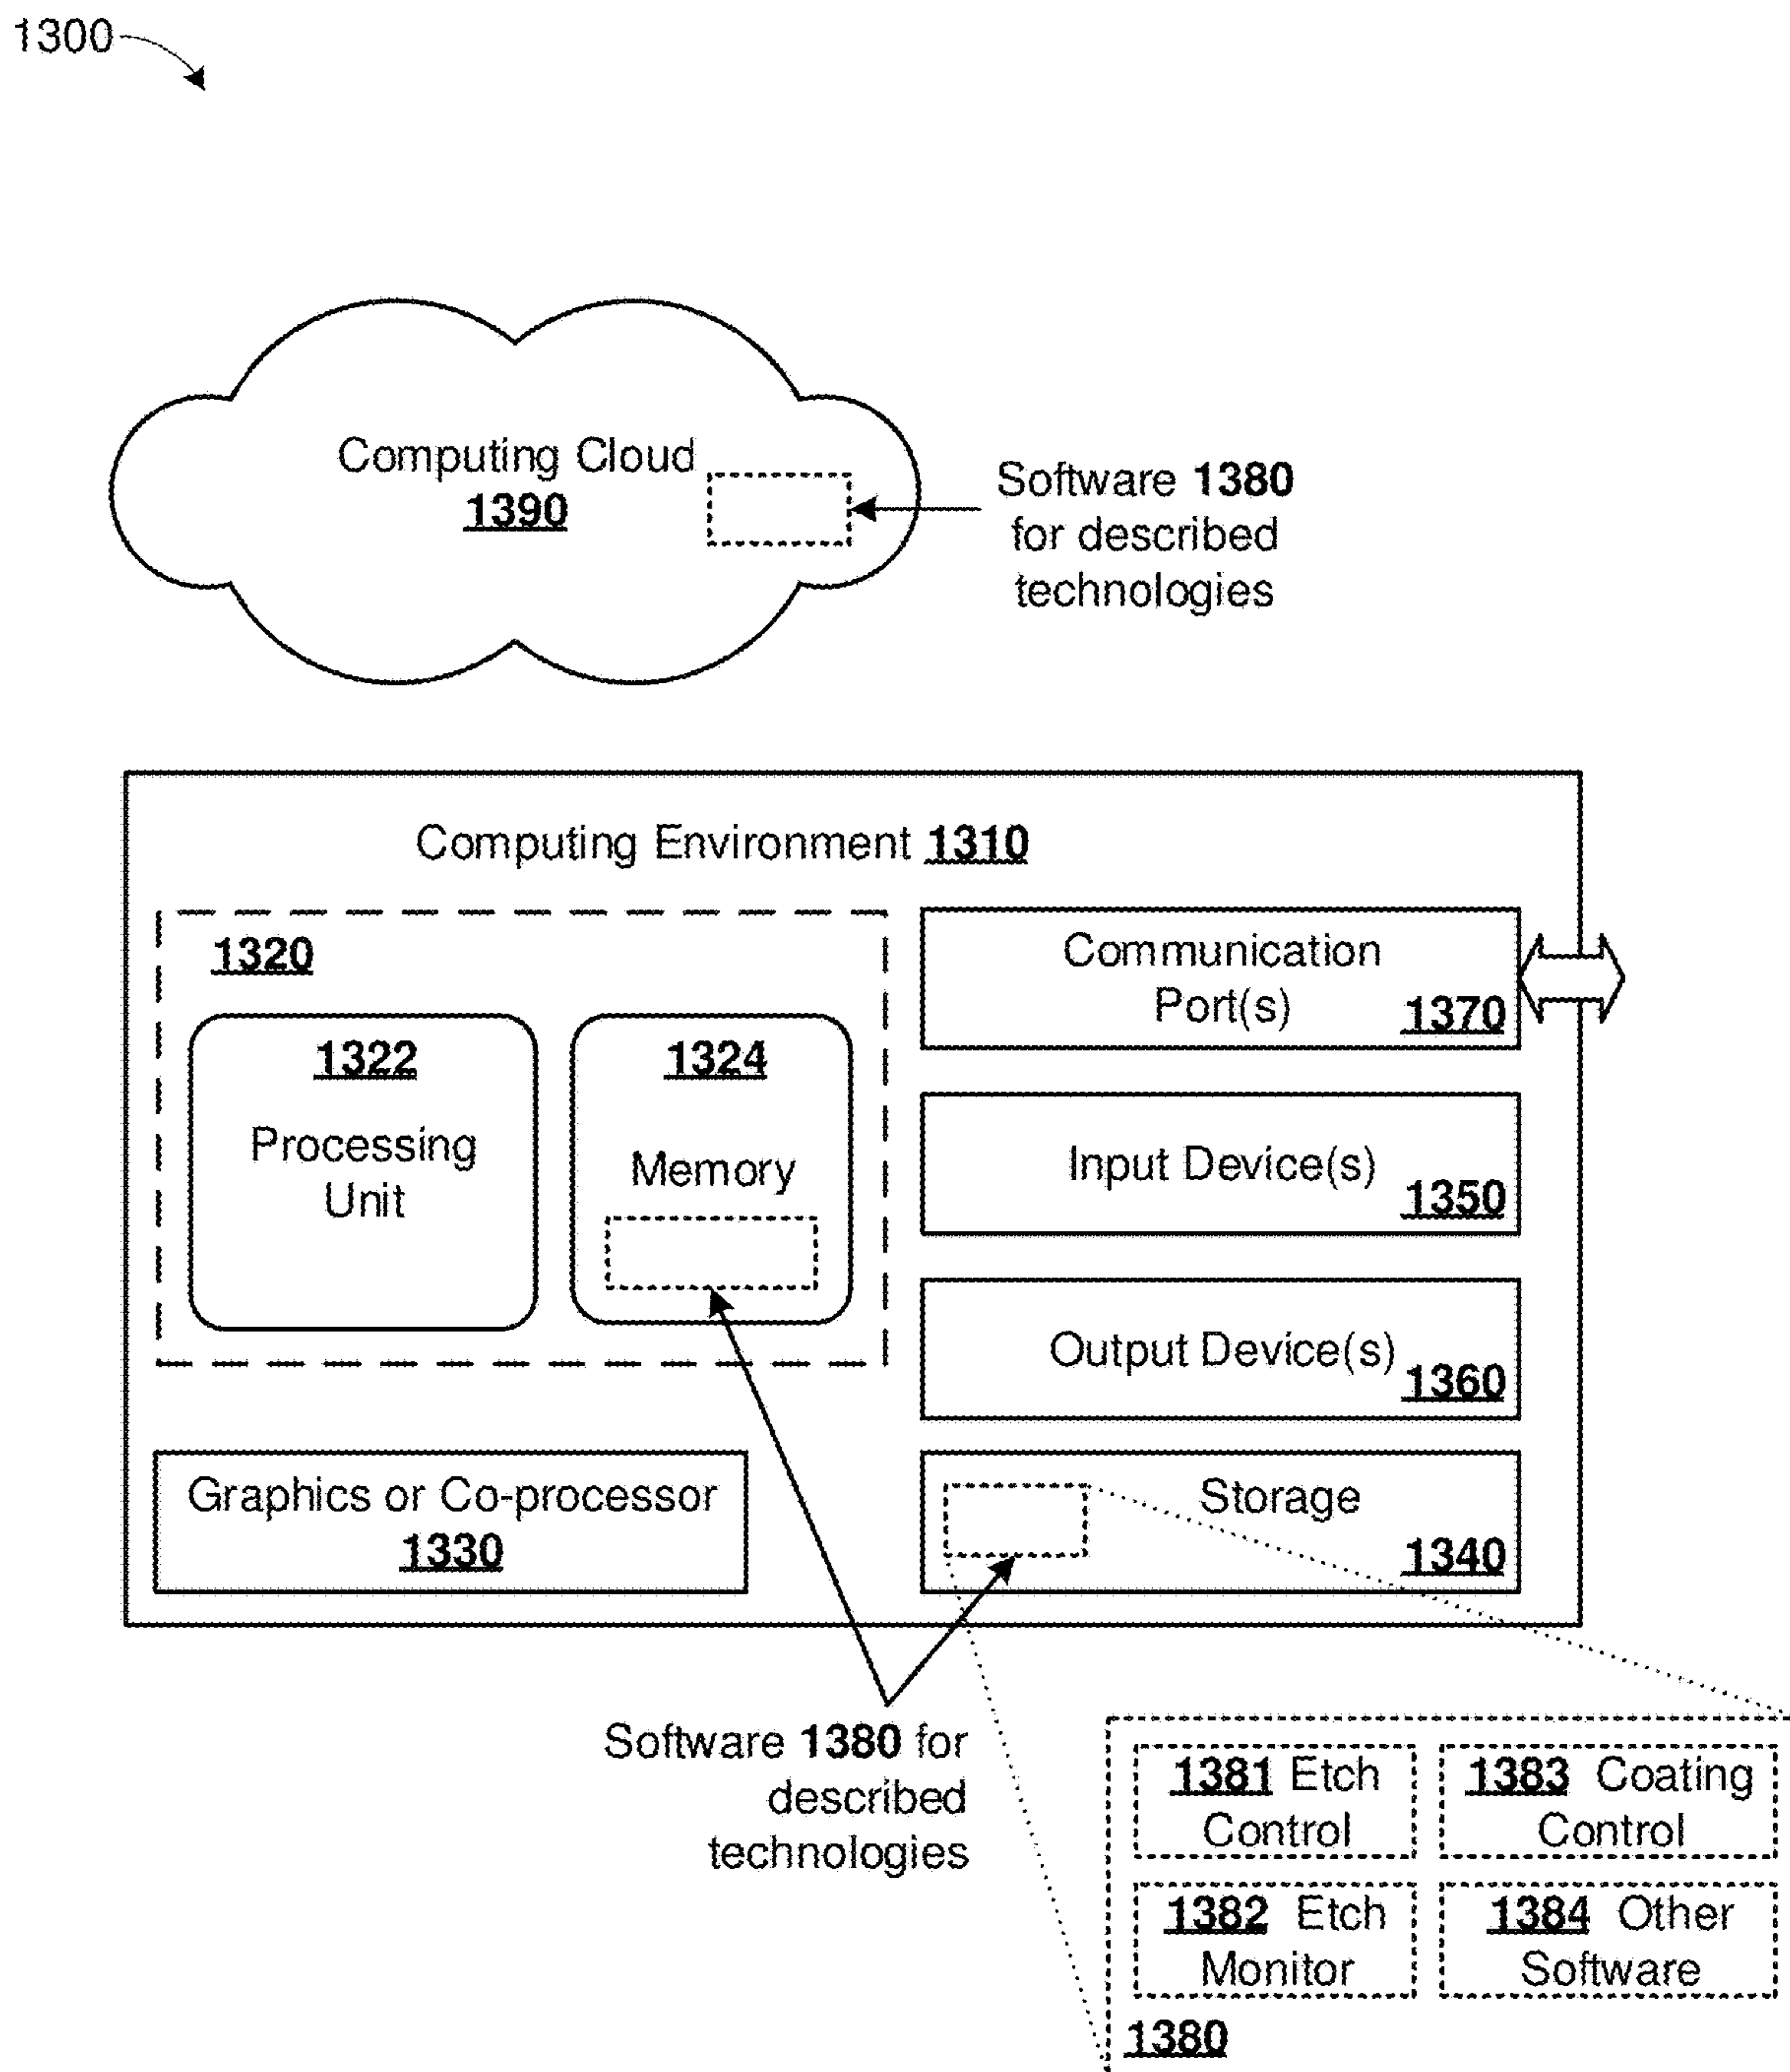 1300
Computing Cloud
1390
Software 1380
for described
technologies
Computing Environment 1310
1320
1322
Processing
Unit
1324
Memory
Communication
Port(s)
1370
Input Device(s)
1350
Output Device(s)
1360
Graphics or Co-processor
1330
Storage
1340
Software 1380 for
described
technologies
1381 Etch
Control
1383 Coating
Control
1382 Etch
Monitor
1384 Other
Software
1380